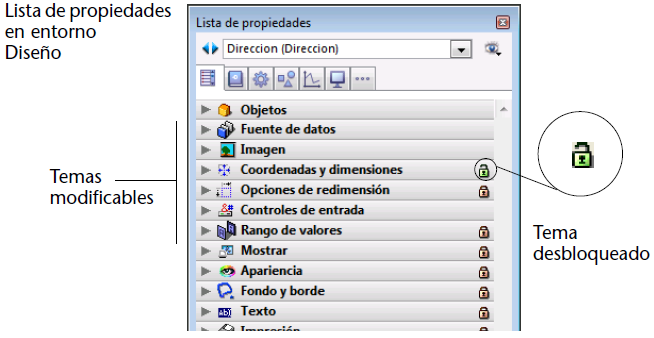 Lista de propiedades
en entorno
Diseño
Lista de propiedades
Direccion (Direccion)
Objetos
Fuente de datos
Imagen
Coordenadas y dimensiones
Opciones de redimensión
Controles de entrada
Rango de valores
Mostrar
Apariencia
Fondo y borde
Texto
Impresión
Temas
modificables
Tema
desbloqueado